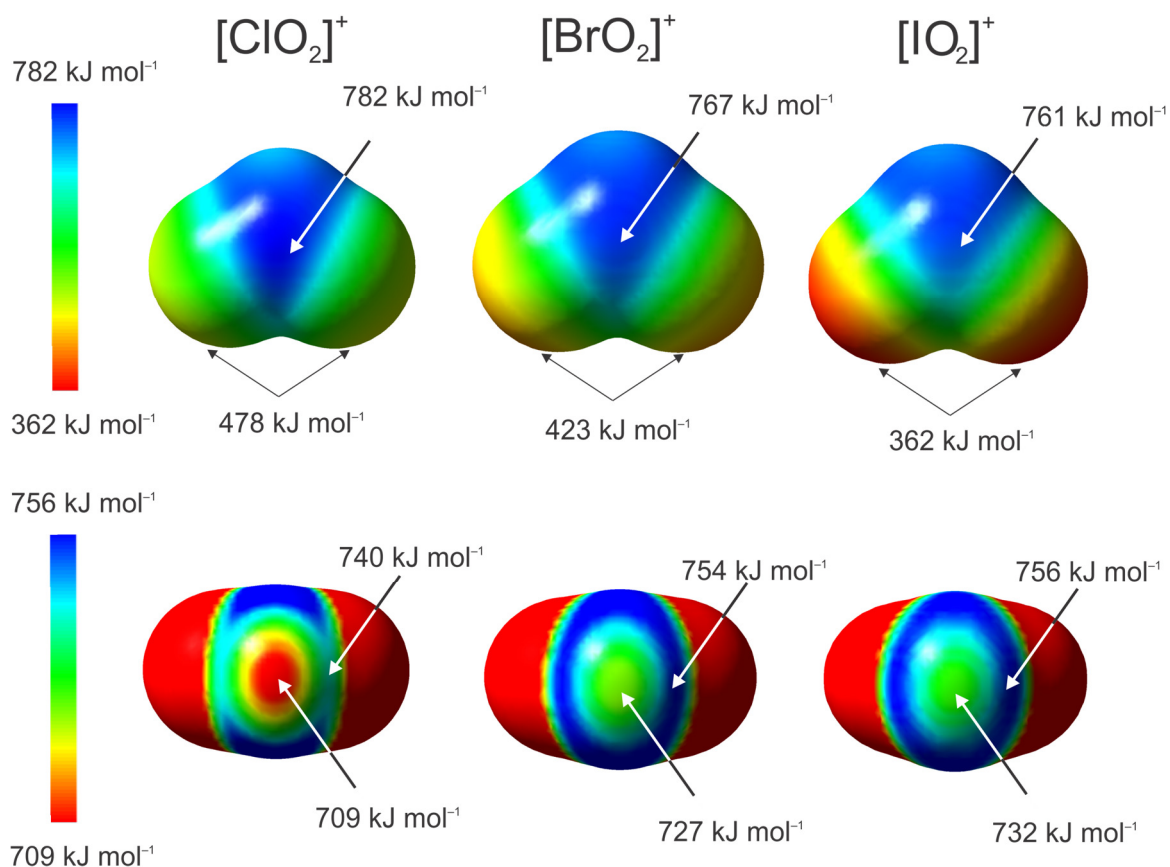 [ClO₂]⁺ [BrO₂]⁺ [IO₂]⁺
782 kJ mol⁻¹
782 kJ mol⁻¹ 767 kJ mol⁻¹ 761 kJ mol⁻¹
362 kJ mol⁻¹
478 kJ mol⁻¹ 423 kJ mol⁻¹ 362 kJ mol⁻¹
756 kJ mol⁻¹
740 kJ mol⁻¹ 754 kJ mol⁻¹ 756 kJ mol⁻¹
709 kJ mol⁻¹ 727 kJ mol⁻¹ 732 kJ mol⁻¹
709 kJ mol⁻¹